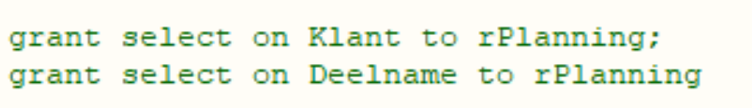 grant select on Klant to rPlanning;
grant select on Deelname to rPlanning